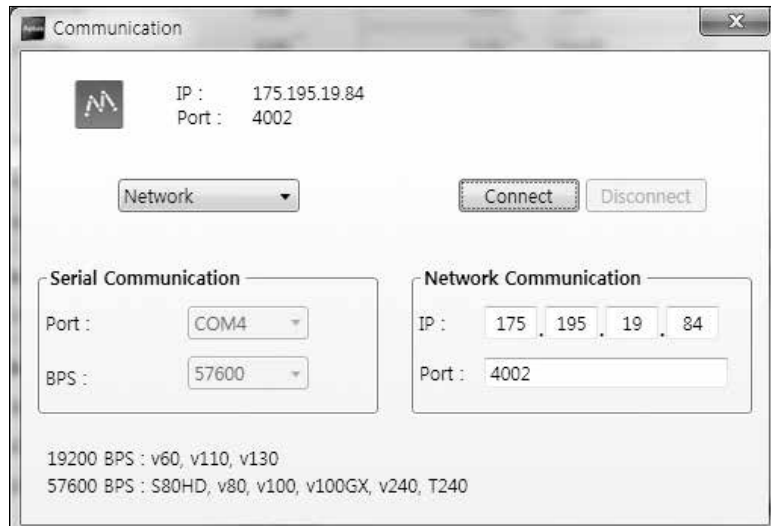 Communication
IP : 175.195.19.84
Port : 4002
Network
Connect
Disconnect
Serial Communication
Port : COM4
BPS : 57600
Network Communication
IP : 175 . 195 . 19 . 84
Port : 4002
19200 BPS : v60, v110, v130
57600 BPS : S80HD, v80, v100, v100GX, v240, T240